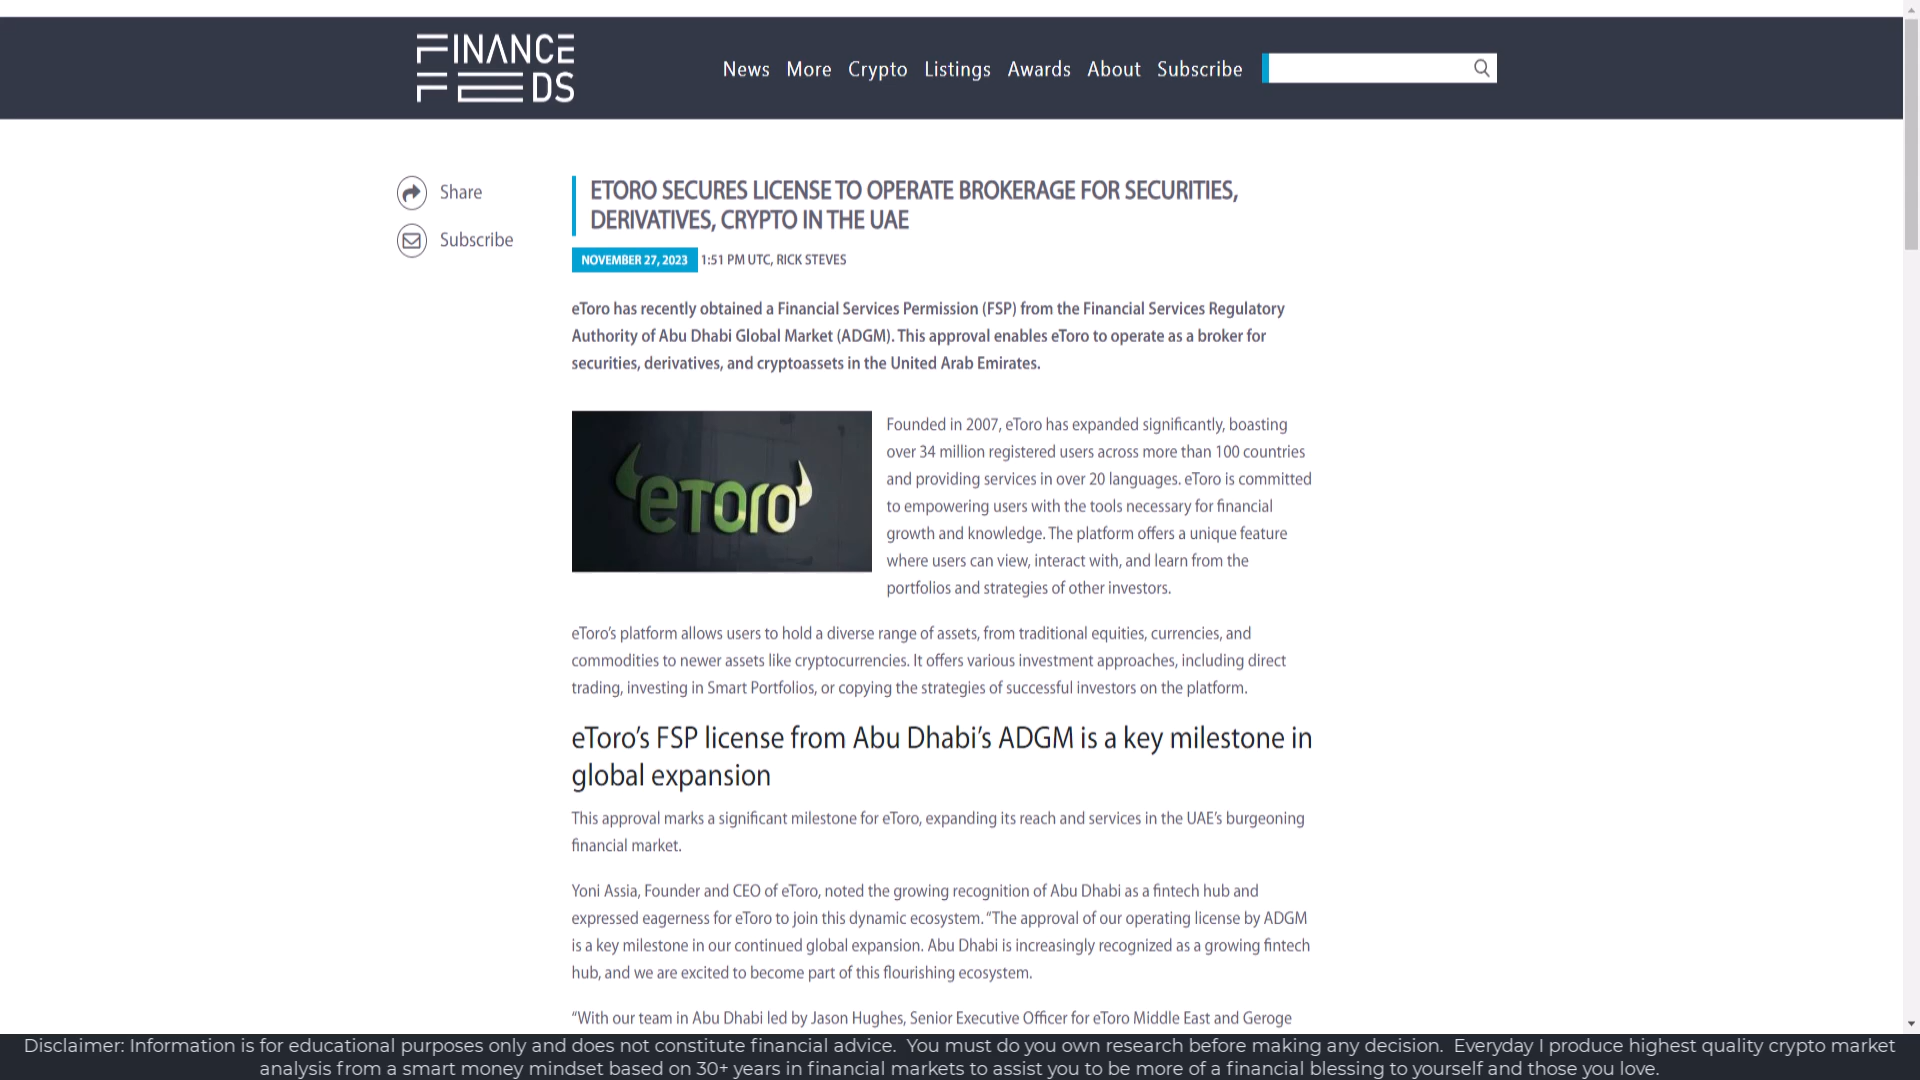 FINANCE
FEEDS
News More Crypto Listings Awards About Subscribe
Share
Subscribe
ETORO SECURES LICENSE TO OPERATE BROKERAGE FOR SECURITIES,
DERIVATIVES, CRYPTO IN THE UAE
NOVEMBER 27, 2023 1:51 PM UTC, RICK STEVES
eToro has recently obtained a Financial Services Permission (FSP) from the Financial Services Regulatory
Authority of Abu Dhabi Global Market (ADGM). This approval enables eToro to operate as a broker for
securities, derivatives, and cryptoassets in the United Arab Emirates.
eToro
Founded in 2007, eToro has expanded significantly, boasting
over 34 million registered users across more than 100 countries
and providing services in over 20 languages. eToro is committed
to empowering users with the tools necessary for financial
growth and knowledge. The platform offers a unique feature
where users can view, interact with, and learn from the
portfolios and strategies of other investors.
eToro’s platform allows users to hold a diverse range of assets, from traditional equities, currencies, and
commodities to newer assets like cryptocurrencies. It offers various investment approaches, including direct
trading, investing in Smart Portfolios, or copying the strategies of successful investors on the platform.
eToro’s FSP license from Abu Dhabi’s ADGM is a key milestone in
global expansion
This approval marks a significant milestone for eToro, expanding its reach and services in the UAE’s burgeoning
financial market.
Yoni Assia, Founder and CEO of eToro, noted the growing recognition of Abu Dhabi as a fintech hub and
expressed eagerness for eToro to join this dynamic ecosystem. “The approval of our operating license by ADGM
is a key milestone in our continued global expansion. Abu Dhabi is increasingly recognized as a growing fintech
hub, and we are excited to become part of this flourishing ecosystem.
“With our team in Abu Dhabi led by Jason Hughes, Senior Executive Officer for eToro Middle East and Geroge
Disclaimer: Information is for educational purposes only and does not constitute financial advice. You must do you own research before making any decision. Everyday I produce highest quality crypto market
analysis from a smart money mindset based on 30+ years in financial markets to assist you to be more of a financial blessing to yourself and those you love.